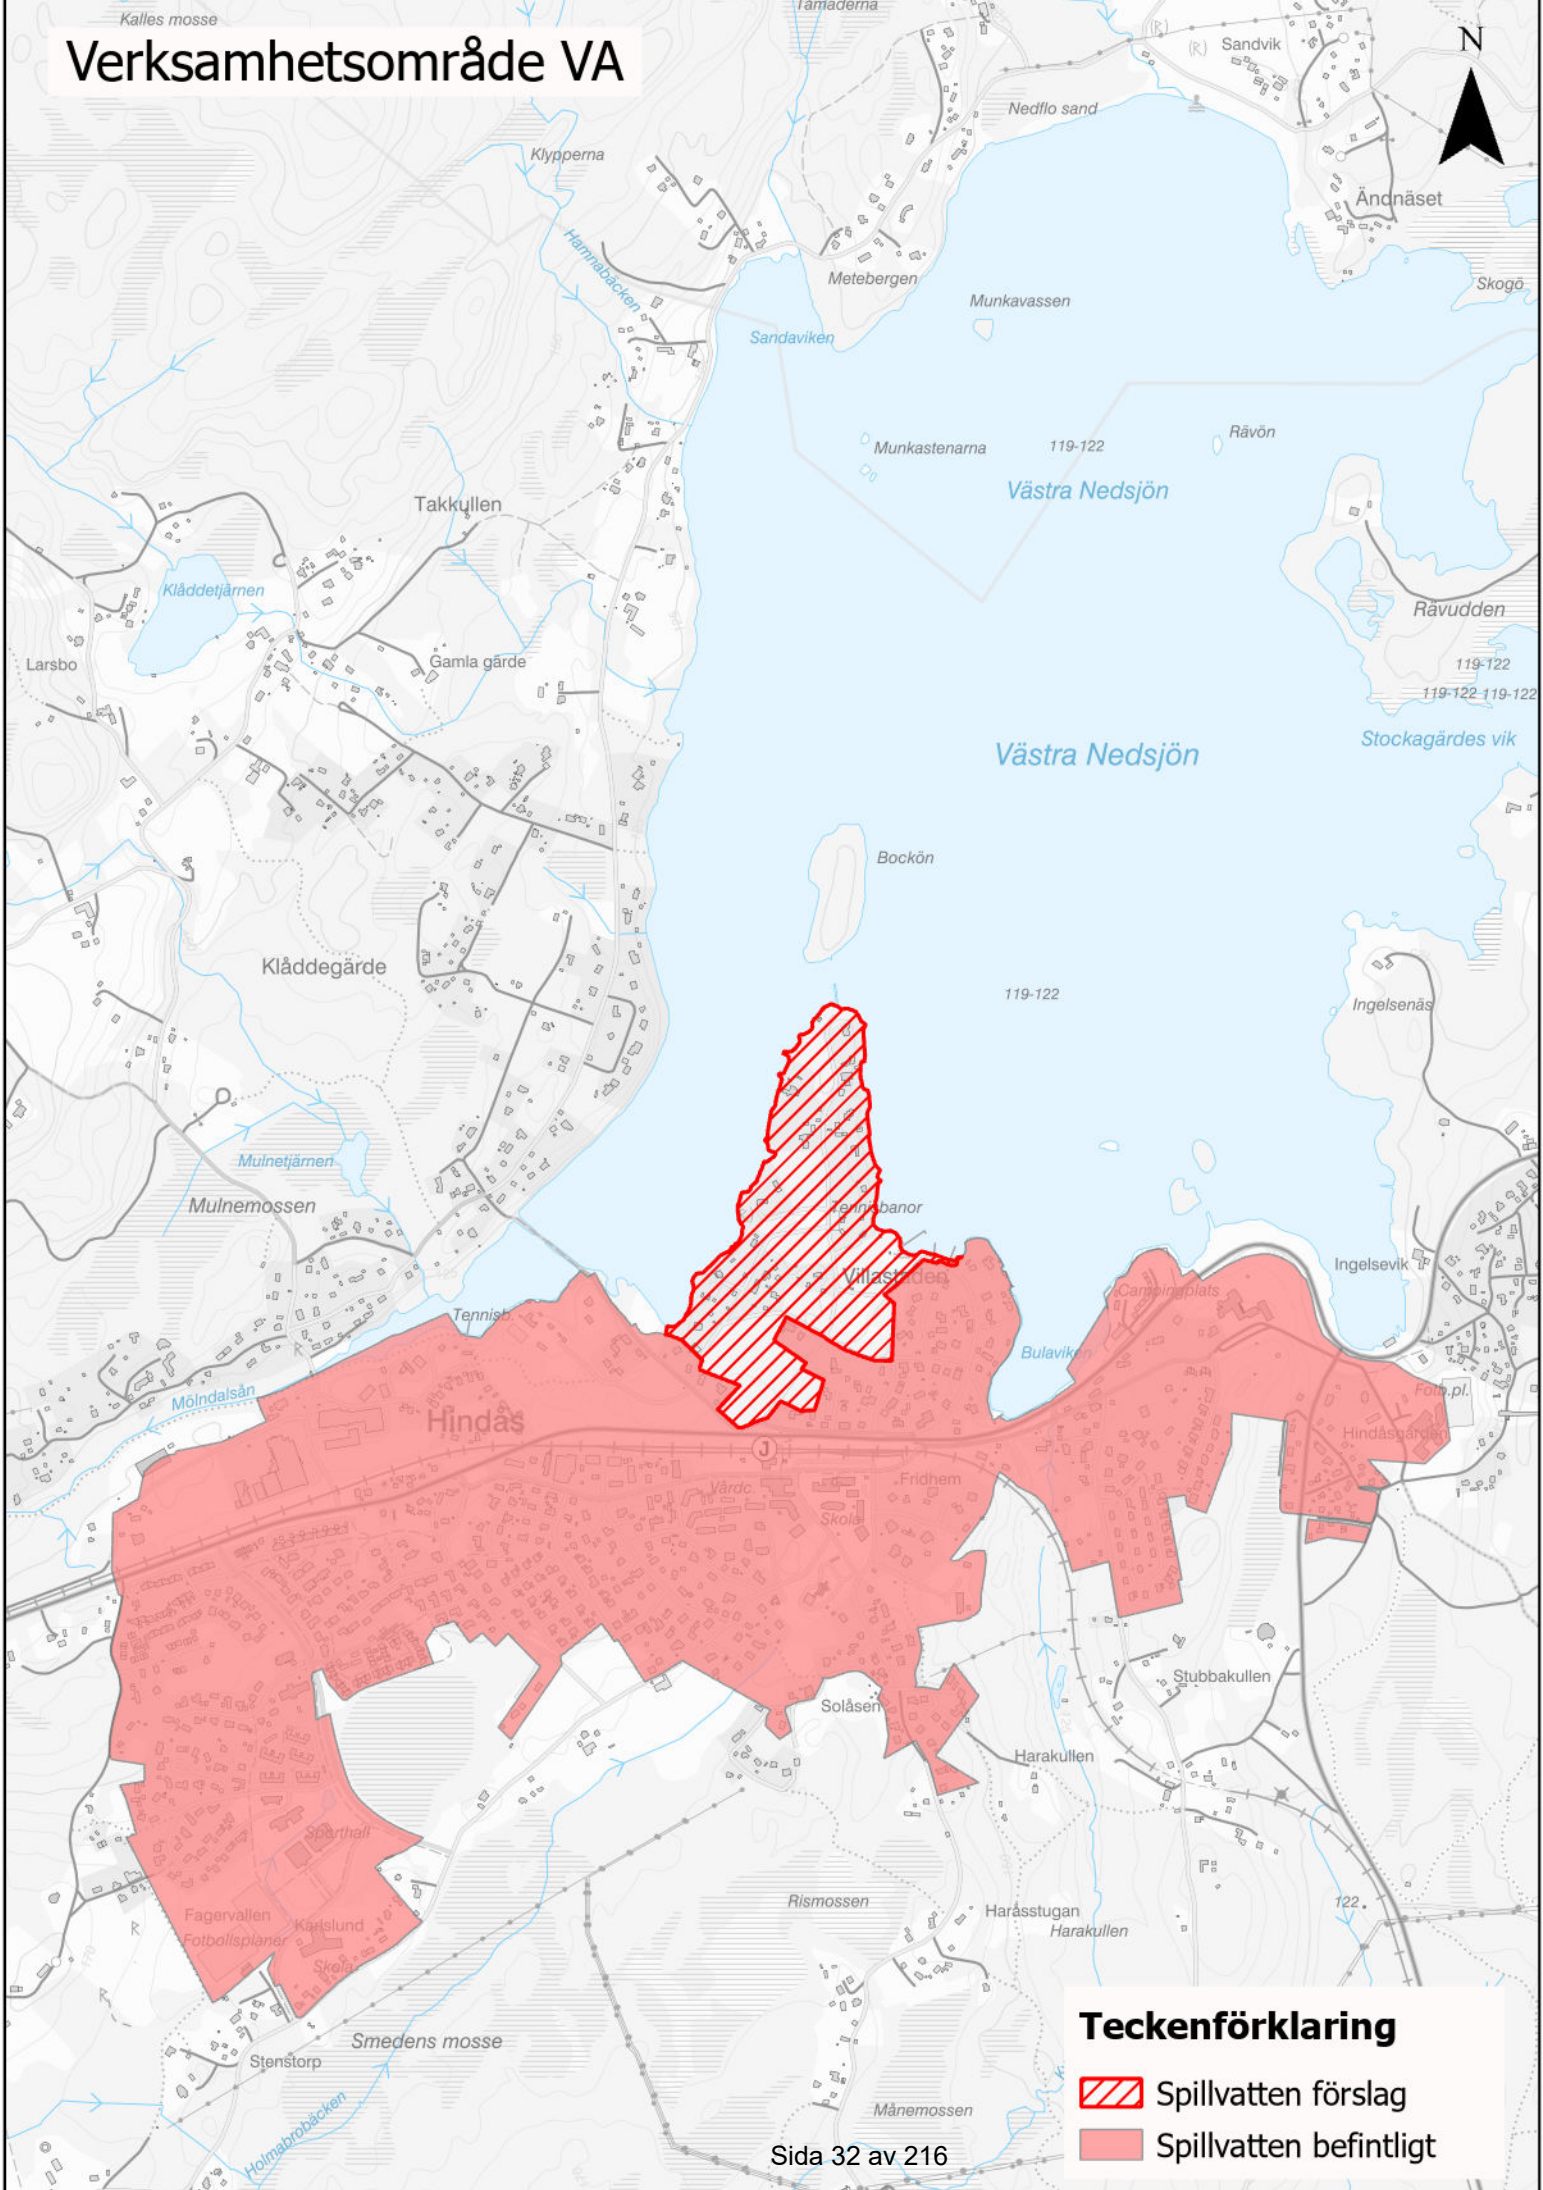 Kalles mosse
Tamaderna
Verksamhetsområde VA
(R)
(R)
Sandvik
N
Nedflo sand
Klypperna
Ändnäset
Hamnabäcken
Metebergen
Skogö
Munkavassen
Sandaviken
Rävön
Munkastenarna
119-122
Västra Nedsjön
Takkullen
Klåddetjärnen
Rävudden
Larsbo
Gamla gärde
119-122
119-122 119-122
Stockagärdes vik
Västra Nedsjön
Bockön
Klåddegärde
119-122
Ingelsenäs
Mulnetjärnen
Mulnemossen
Tennisbanor
Ingelsevik
Villastaden
Campingplats
Tennisb.
Bulaviken
Mölndalsån
Fotb.pl.
Hindås
Hindåsgården
J
Fridhem
Vårdc.
Skola
Stubbakullen
Solåsen
Harakullen
Sporthall
Rismossen
122
Haråsstugan
Fagervallen
Karlslund
Harakullen
Fotbollsplaner
Skola
Smedens mosse
Stenstorp
Holmabrobäcken
Månemossen
Teckenförklaring
Spillvatten förslag
Spillvatten befintligt
Sida 32 av 216